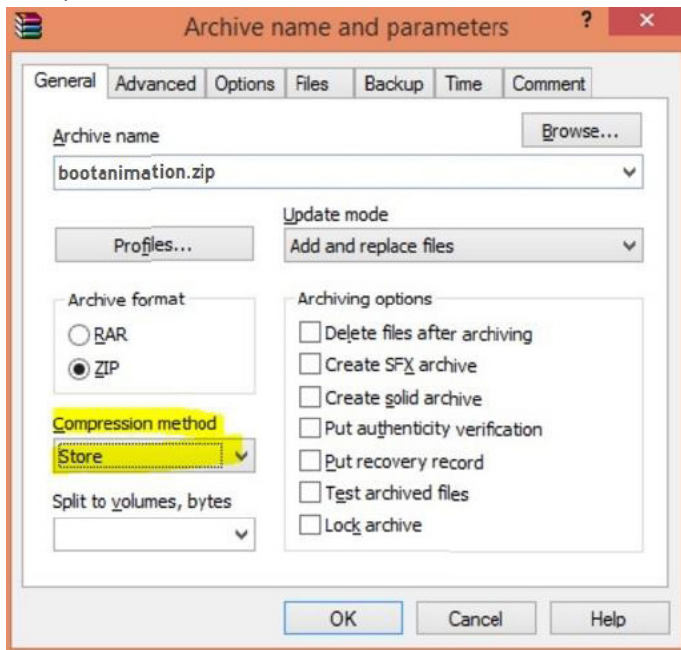 Archive name and parameters ? ×
General Advanced Options Files Backup Time Comment
Archive name
Browse...
bootanimation.zip
Profiles...
Update mode
Add and replace files
Archive format
RAR
ZIP
Compression method
Store
Split to volumes, bytes
Archiving options
Delete files after archiving
Create SFX archive
Create solid archive
Put authenticity verification
Put recovery record
Test archived files
Lock archive
OK Cancel Help